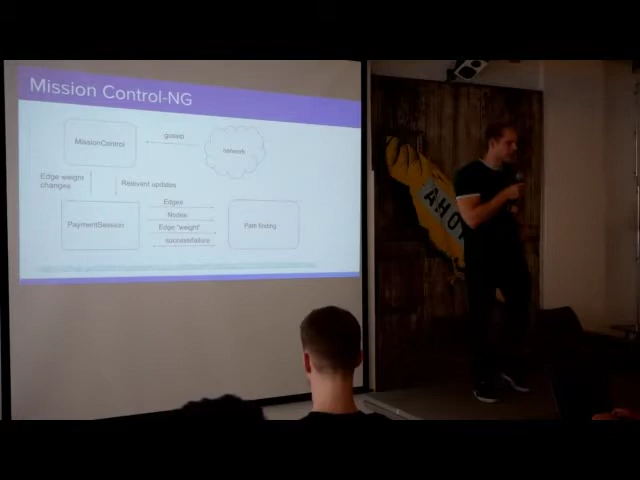 Mission Control-NG
MissionControl
gossip
network
Edge weight
changes
Relevant updates
PaymentSession
Edges
Nodes
Edge "weight"
success/failure
Path finding
AHO